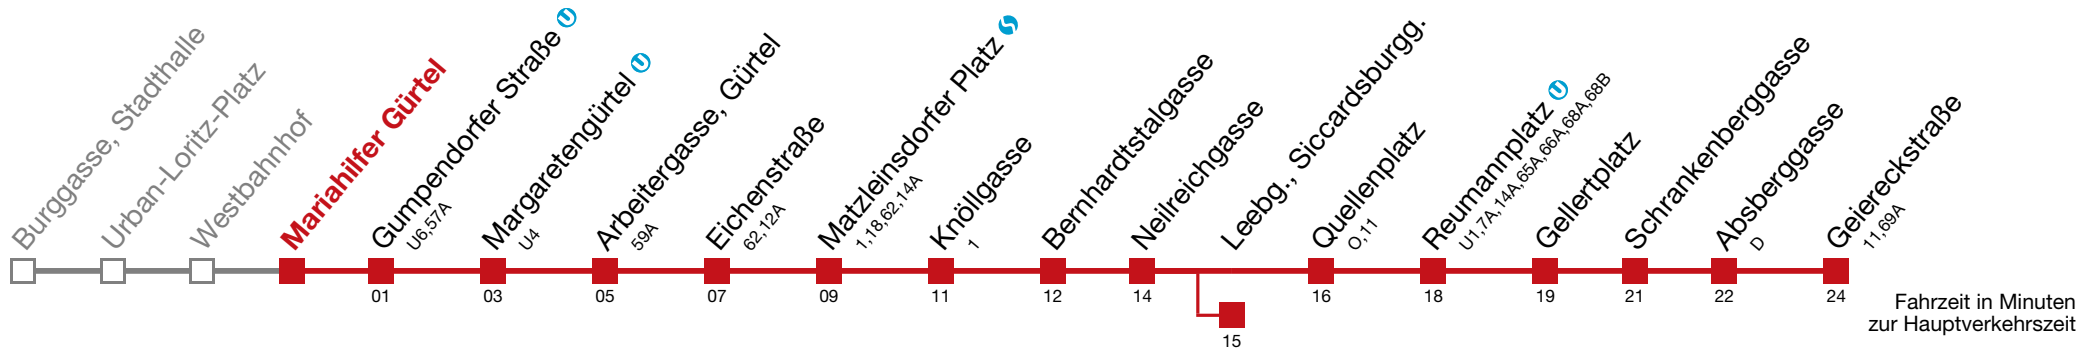 Burggasse, Stadthalle
Urban-Loritz-Platz
Westbahnhof
Mariahilfer Gürtel
Gumpendorfer Straße U
U6,57A
01
Margaretengürtel U
U4
03
Arbeitergasse, Gürtel
59A
05
Eichenstraße
62,12A
07
Matzleinsdorfer Platz S
1,18,62,14A
09
Knöllgasse
1
11
Bernhardtstalgasse
12
Neilreichgasse
14
Leebg., Siccardsburgg.
15
Quellenplatz
O,11
16
Reumannplatz U
U1,7A,14A,65A,66A,68A,68B
18
Gellertplatz
19
Schrankenberggasse
21
Absberggasse
D
22
Geiereckstraße
11,69A
24
Fahrzeit in Minuten
zur Hauptverkehrszeit